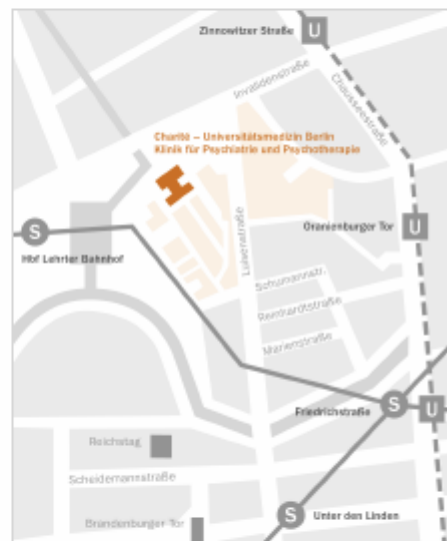 Zinnowitzer Straße
U
Invalidenstraße
Chausseestraße
Charité – Universitätsmedizin Berlin
Klinik für Psychiatrie und Psychotherapie
S
Hbf Lehrter Bahnhof
Luisenstraße
Oranienburger Tor
U
Schumannstr.
Reinhardtstraße
Marienstraße
Friedrichstraße
S
U
Reichstag
Scheidemannstraße
Brandenburger Tor
S
Unter den Linden